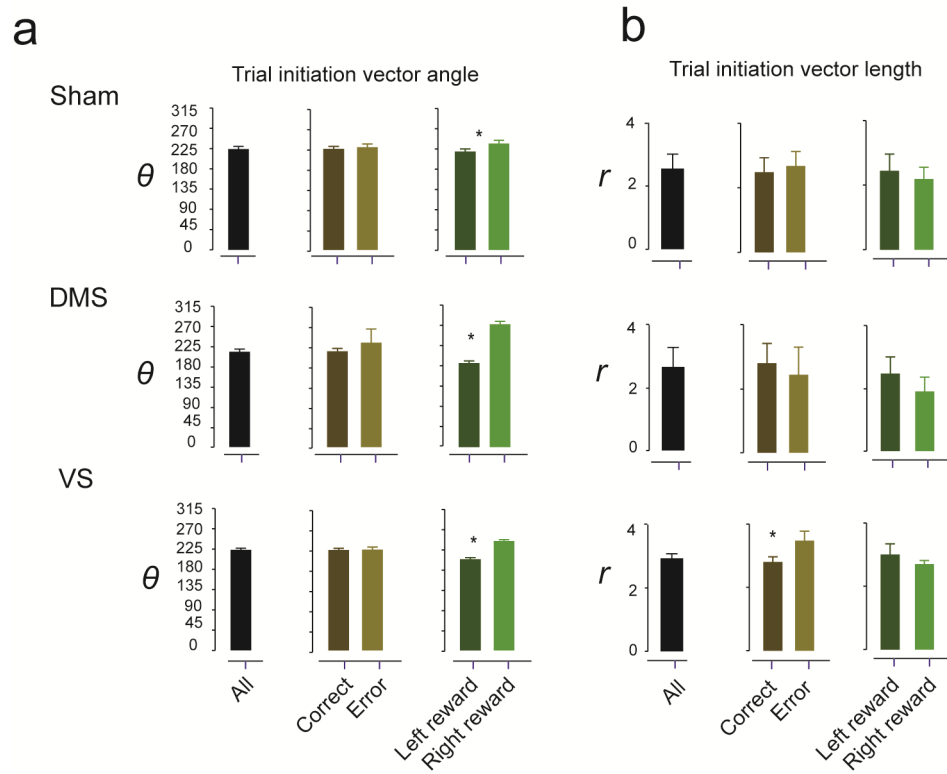 a
b
Trial initiation vector angle
Trial initiation vector length
Sham
θ
315
270
225
180
135
90
45
0
*
r
4
2
0
DMS
θ
315
270
225
180
135
90
45
0
*
r
4
2
0
VS
θ
315
270
225
180
135
90
45
0
*
r
4
2
0
*
All
Correct
Error
Left reward
Right reward
All
Correct
Error
Left reward
Right reward